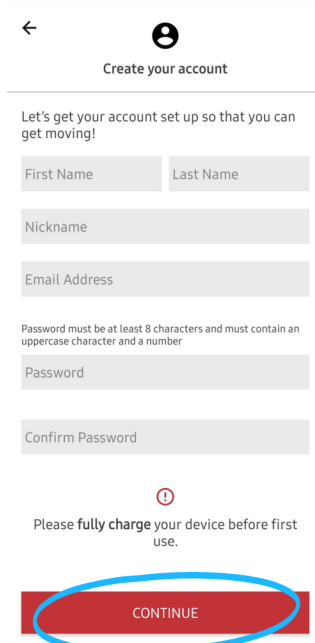 Create your account
Let's get your account set up so that you can
get moving!
First Name
Last Name
Nickname
Email Address
Password must be at least 8 characters and must contain an
uppercase character and a number
Password
Confirm Password
Please fully charge your device before first
use.
CONTINUE